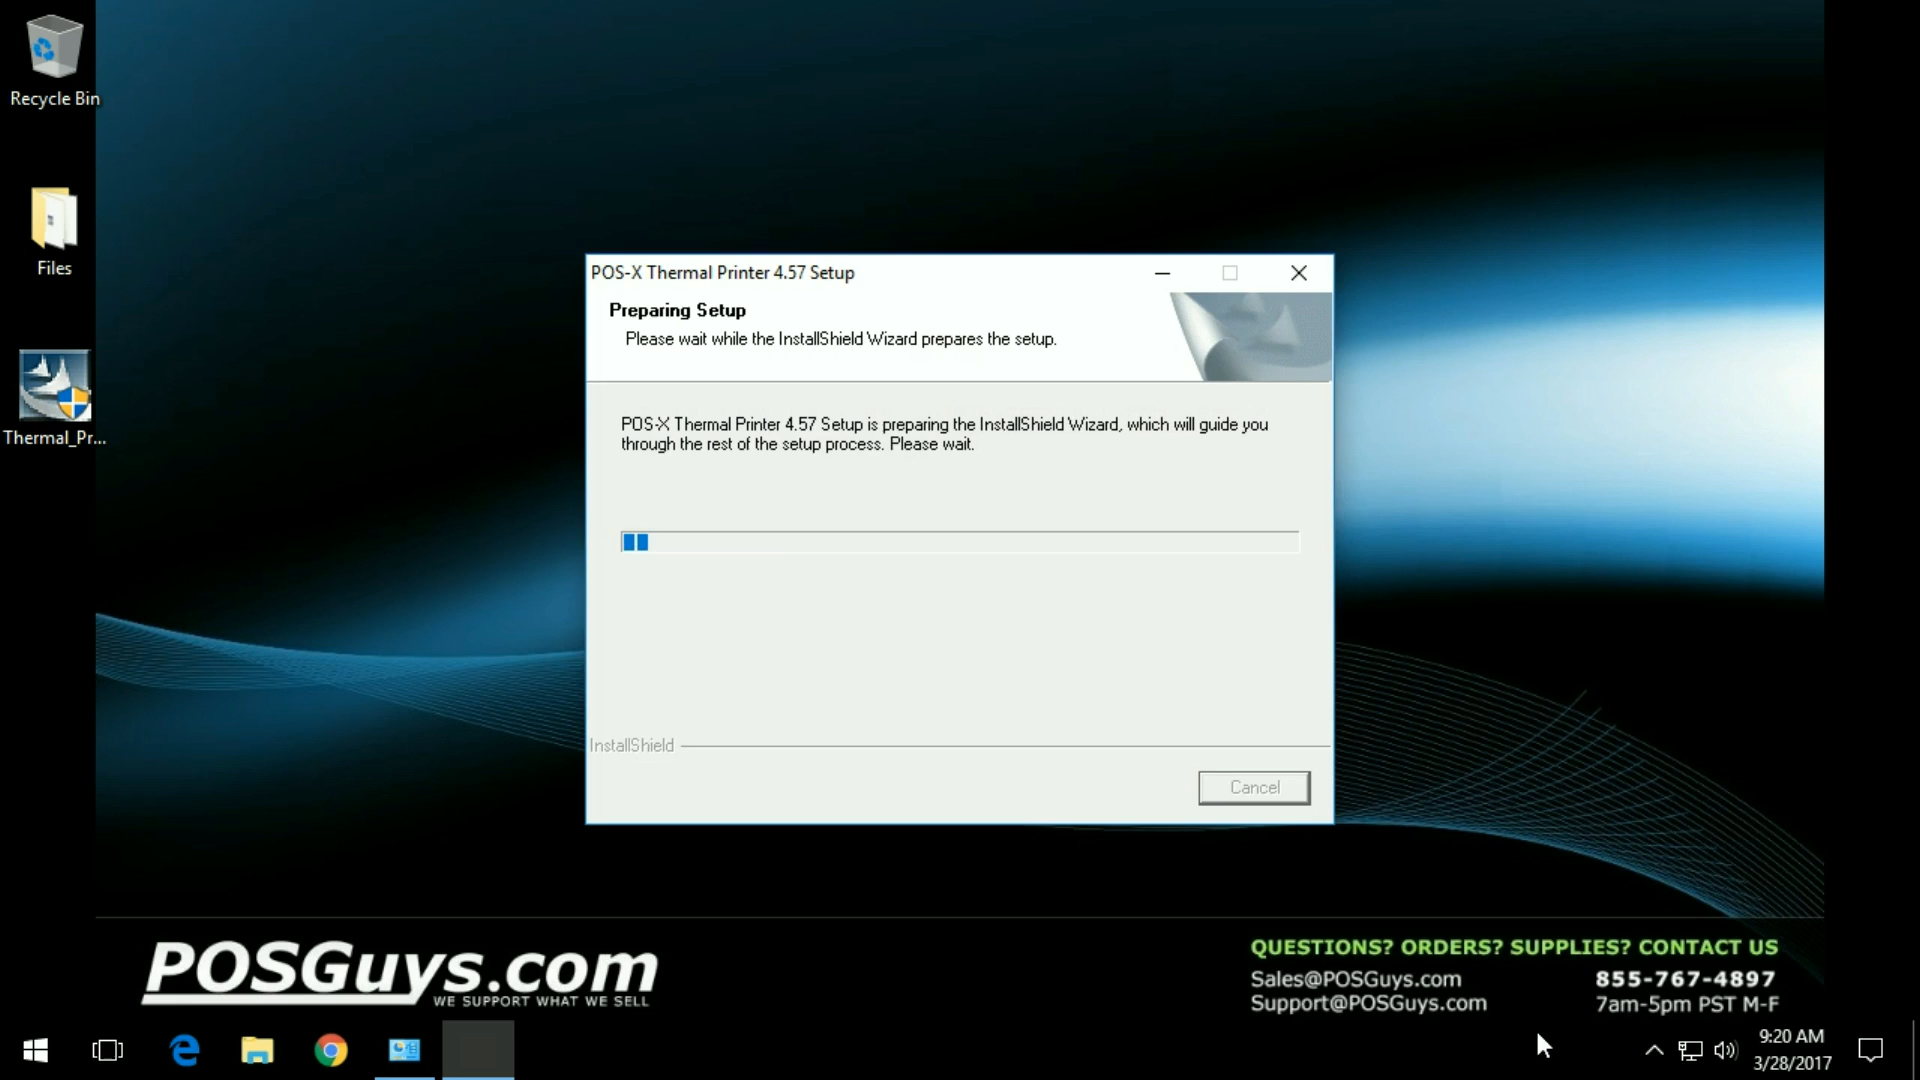 Recycle Bin
Files
Thermal_Pr...
POS-X Thermal Printer 4.57 Setup
Preparing Setup
Please wait while the InstallShield Wizard prepares the setup.
POS-X Thermal Printer 4.57 Setup is preparing the InstallShield Wizard, which will guide you
through the rest of the setup process. Please wait.
InstallShield
Cancel
POSGuys.com
WE SUPPORT WHAT WE SELL
QUESTIONS? ORDERS? SUPPLIES? CONTACT US
Sales@POSGuys.com 855-767-4897
Support@POSGuys.com 7am-5pm PST M-F
9:20 AM
3/28/2017